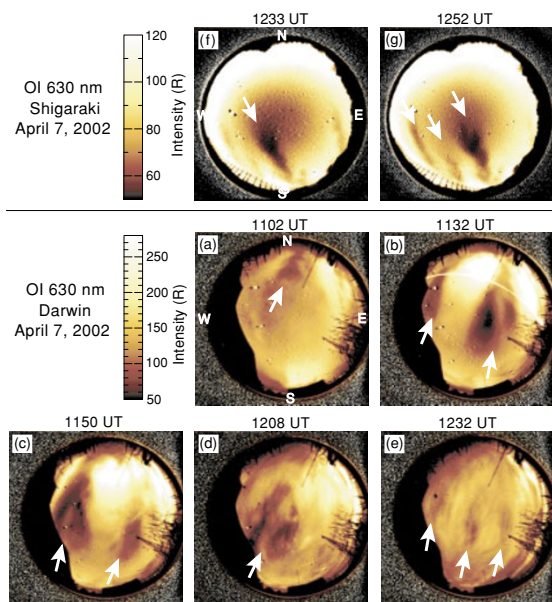 1233 UT
1252 UT
(f)
N
(g)
OI 630 nm
Shigaraki
April 7, 2002
120
100
80
60
Intensity (R)
W
E
S
1102 UT
1132 UT
(a)
N
(b)
OI 630 nm
Darwin
April 7, 2002
250
200
150
100
50
Intensity (R)
W
E
S
1150 UT
1208 UT
1232 UT
(c)
(d)
(e)